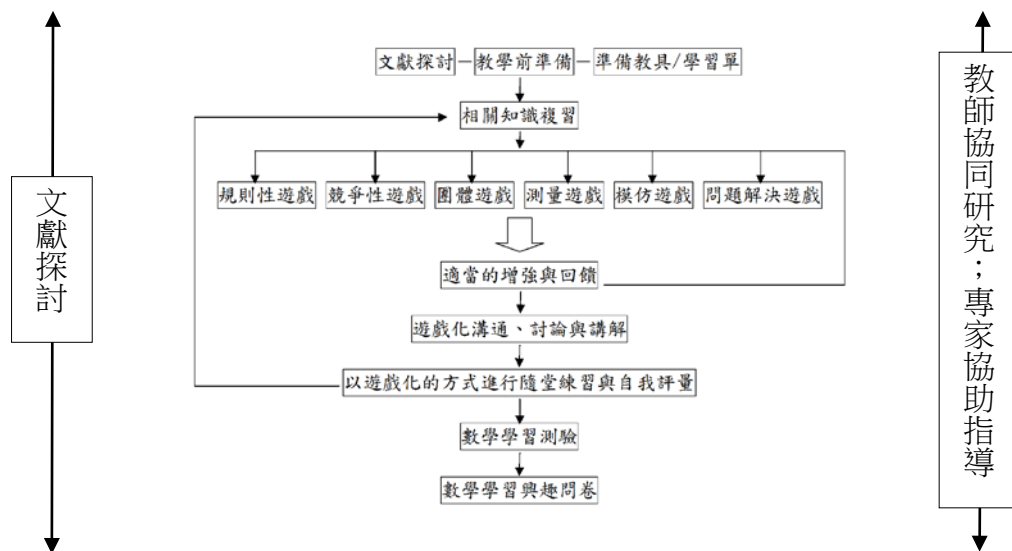 文獻探討－教學前準備－準備教具/學習單
相關知識複習
規則性遊戲 競爭性遊戲 團體遊戲 測量遊戲 模仿遊戲 問題解決遊戲
適當的增強與回饋
遊戲化溝通、討論與講解
以遊戲化的方式進行隨堂練習與自我評量
數學學習測驗
數學學習興趣問卷
文獻探討
教師協同研究；專家協助指導